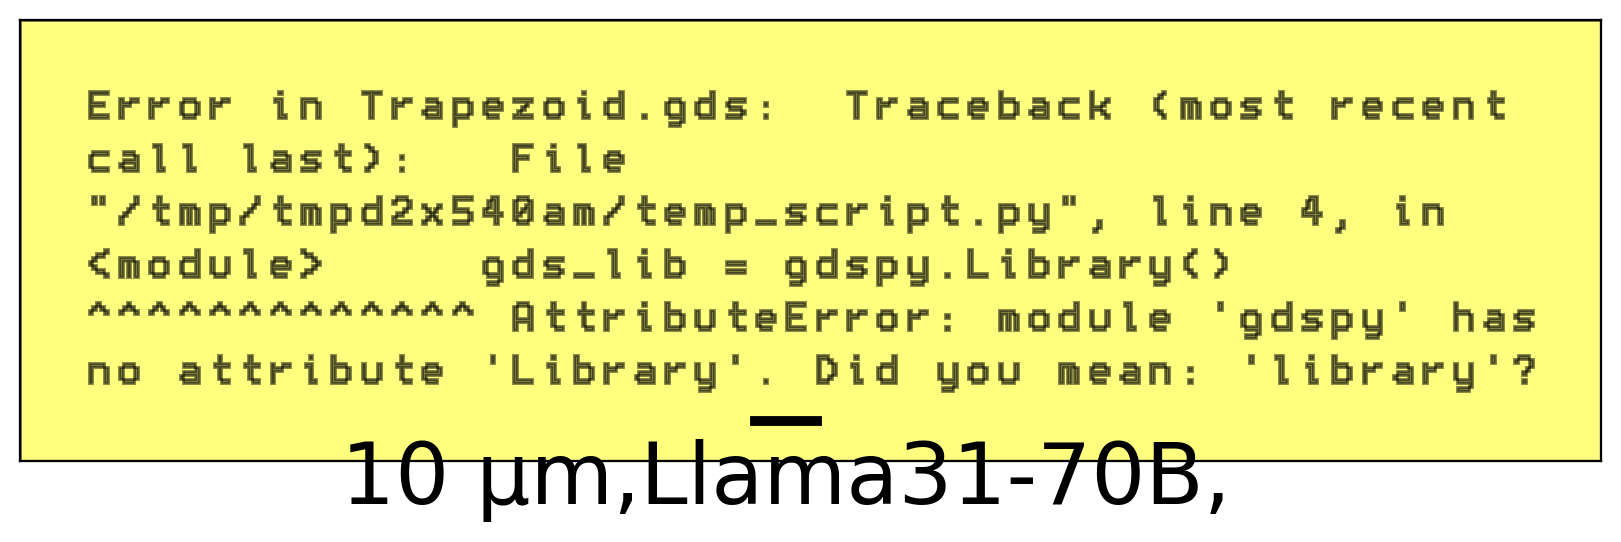 Error in Trapezoid.gds:  Traceback (most recent
call last):   File
"/tmp/tmpd2x540am/temp_script.py", line 4, in
<module>     gds_lib = gdspy.Library()
^^^^^^^^^^^^^ AttributeError: module 'gdspy' has
no attribute 'Library'. Did you mean: 'library'?
10 μm,Llama31-70B,